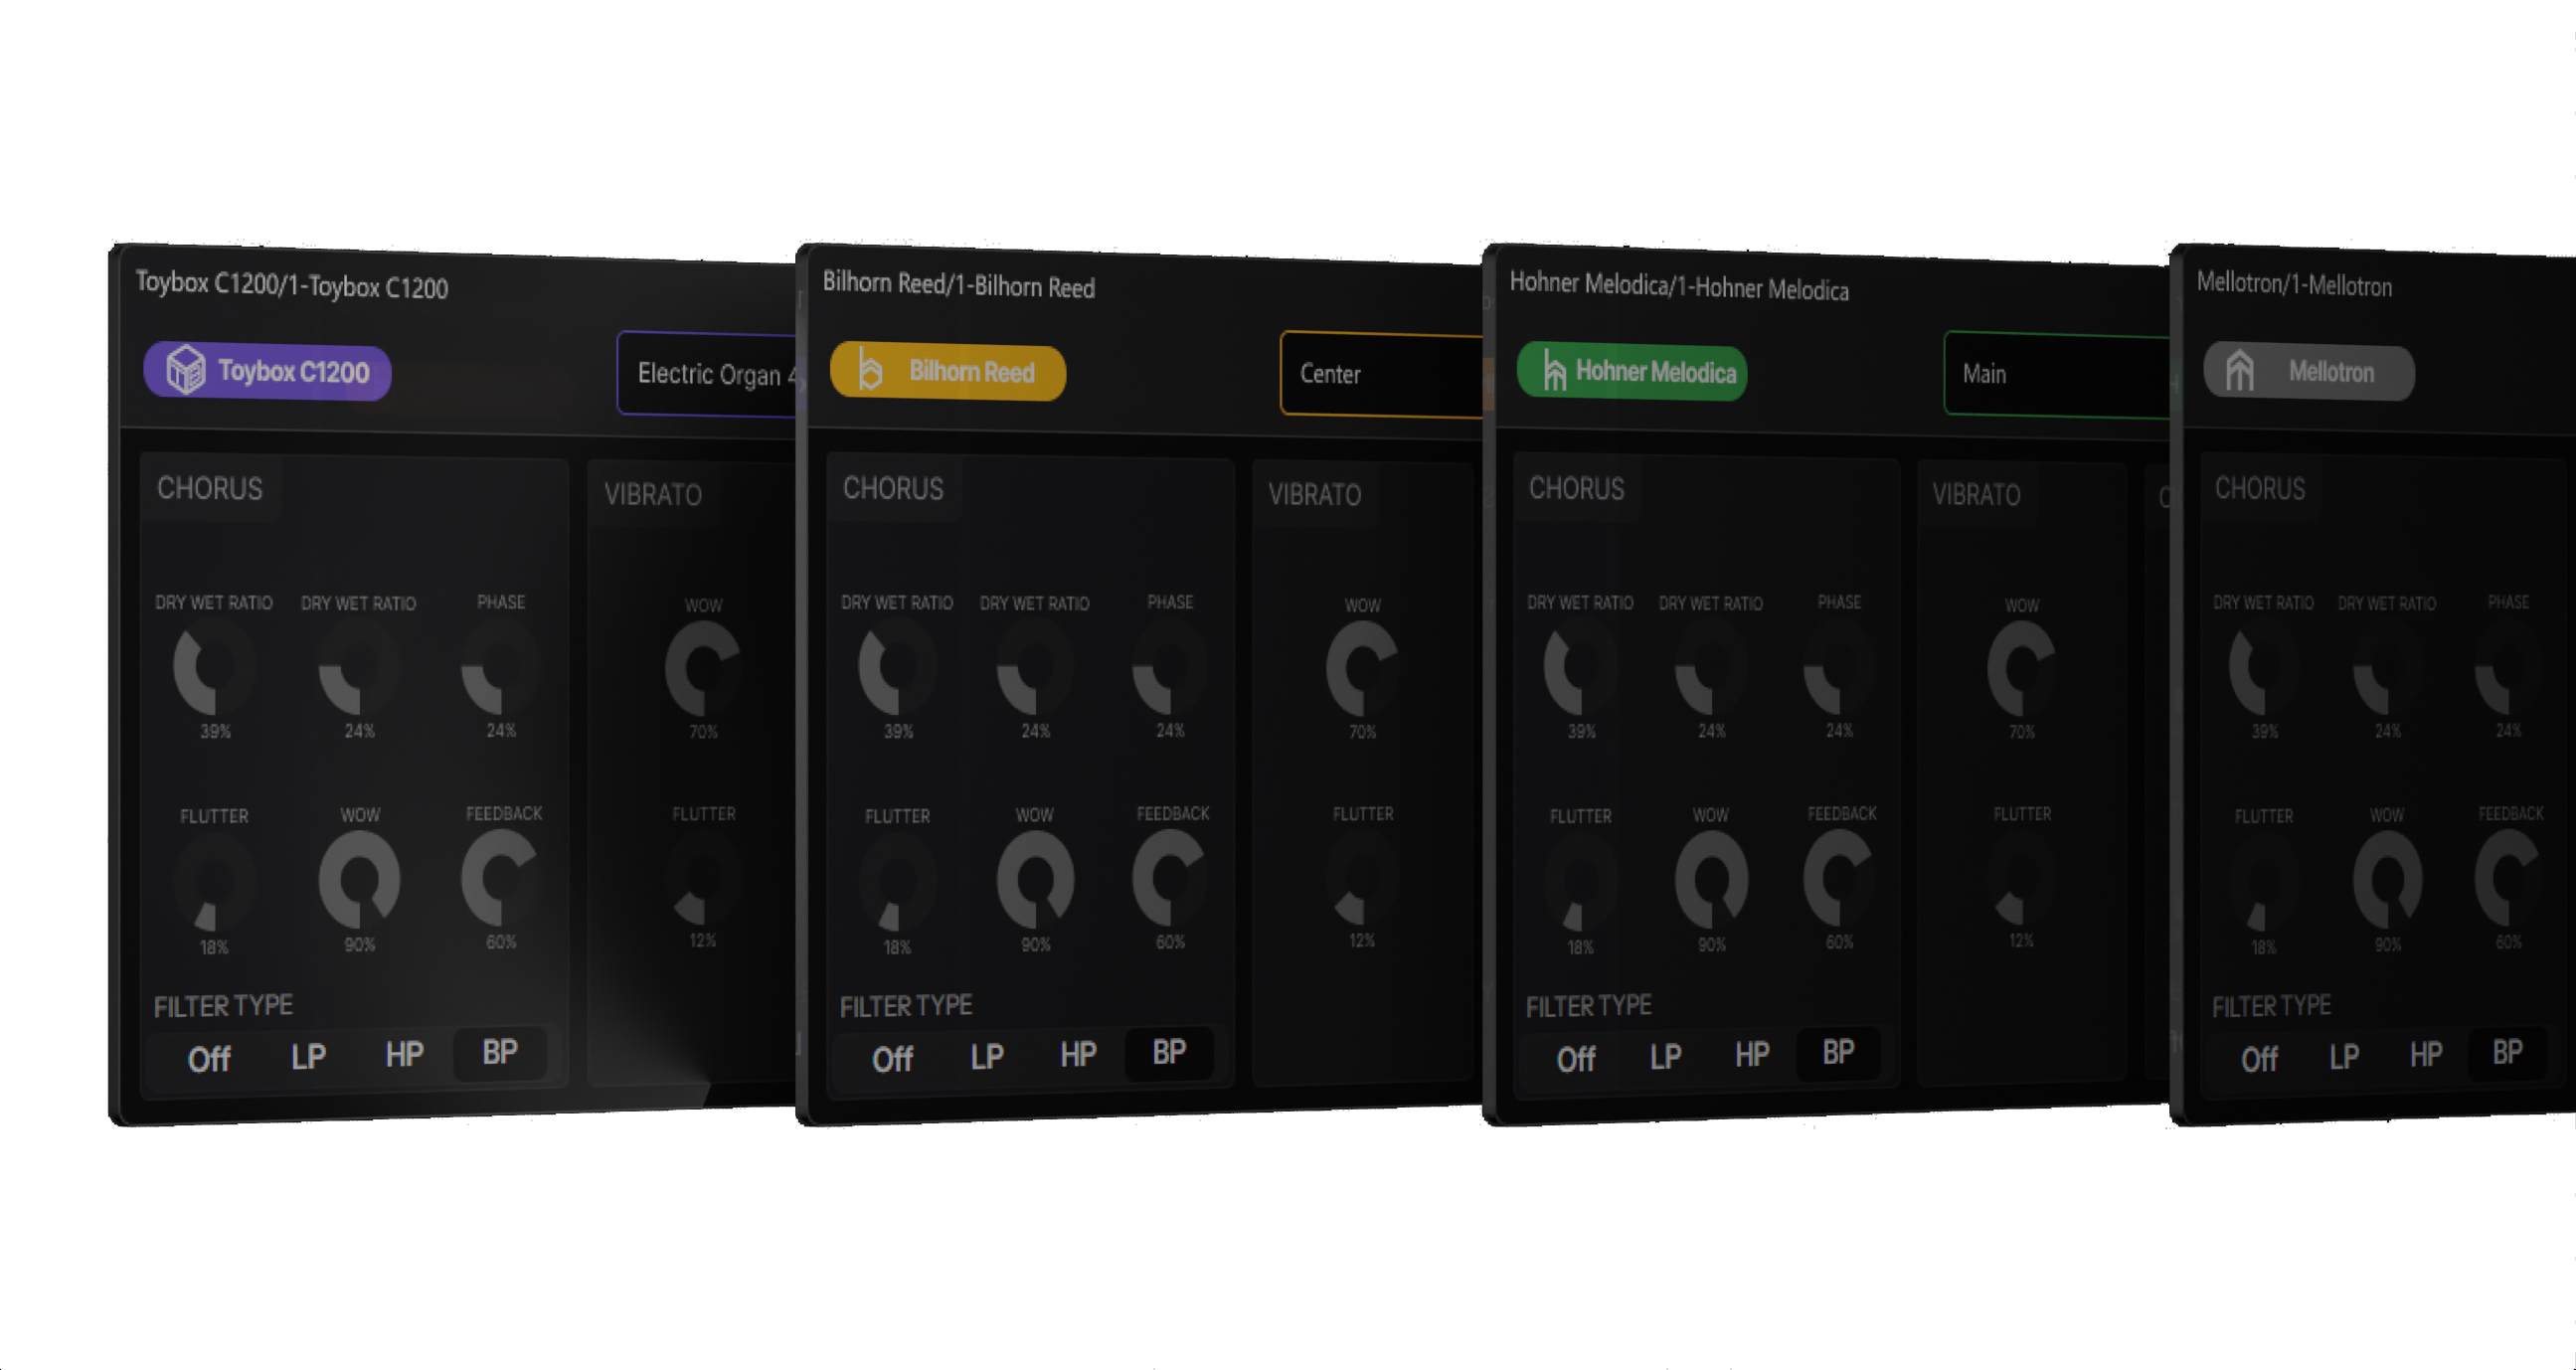 Toybox C1200/1-Toybox C1200
Toybox C1200
Electric Organ
CHORUS
VIBRATO
DRY WET RATIO DRY WET RATIO PHASE
WOW
39% 24% 24%
70%
FLUTTER WOW FEEDBACK
FLUTTER
18% 90% 60%
12%
FILTER TYPE
Off LP HP BP
Bilhorn Reed/1-Bilhorn Reed
Bilhorn Reed
Center
CHORUS
VIBRATO
DRY WET RATIO DRY WET RATIO PHASE
WOW
39% 24% 24%
70%
FLUTTER WOW FEEDBACK
FLUTTER
18% 90% 60%
12%
FILTER TYPE
Off LP HP BP
Hohner Melodica/1-Hohner Melodica
Hohner Melodica
Main
CHORUS
VIBRATO
DRY WET RATIO DRY WET RATIO PHASE
WOW
39% 24% 24%
70%
FLUTTER WOW FEEDBACK
FLUTTER
18% 90% 60%
12%
FILTER TYPE
Off LP HP BP
Mellotron/1-Mellotron
Mellotron
CHORUS
DRY WET RATIO DRY WET RATIO PHASE
39% 24% 24%
FLUTTER WOW FEEDBACK
18% 90% 60%
FILTER TYPE
Off LP HP BP